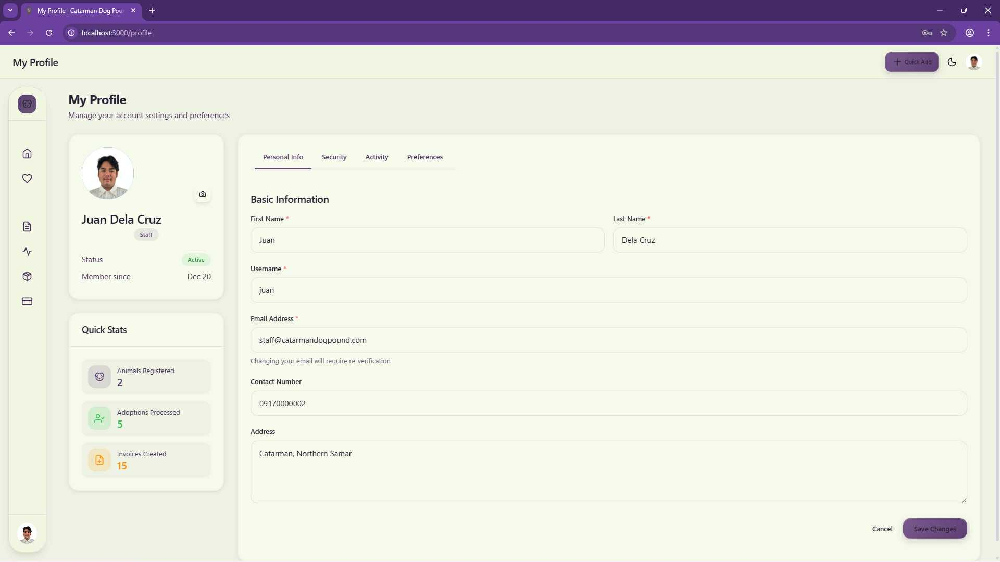 My Profile | Catarman Dog Pou
localhost:3000/profile
My Profile
Quick Add
My Profile
Manage your account settings and preferences
Juan Dela Cruz
Staff
Status
Active
Member since
Dec 20
Quick Stats
Animals Registered
2
Adoptions Processed
5
Invoices Created
15
Personal Info
Security
Activity
Preferences
Basic Information
First Name *
Last Name *
Juan
Dela Cruz
Username *
juan
Email Address *
staff@catarmandogpound.com
Changing your email will require re-verification
Contact Number
09170000002
Address
Catarman, Northern Samar
Cancel
Save Changes